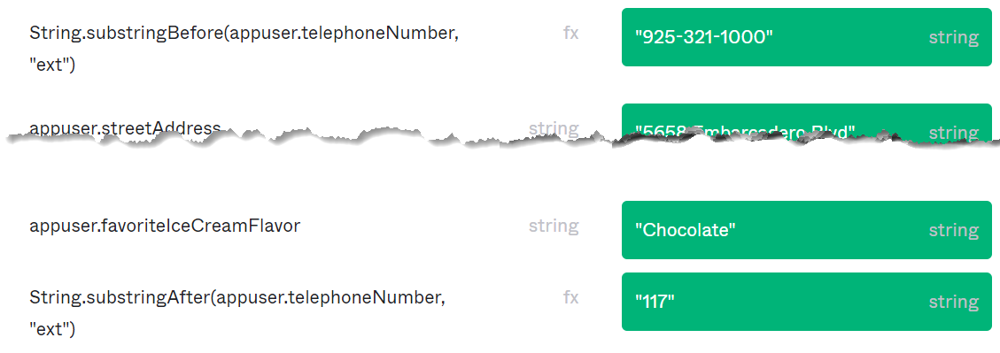 String.substringBefore(appuser.telephoneNumber, fx "925-321-1000" string
"ext")
appuser.streetAddress string "5658 Embarcadero Blvd" string
appuser.favoriteIceCreamFlavor string "Chocolate" string
String.substringAfter(appuser.telephoneNumber, fx "117" string
"ext")